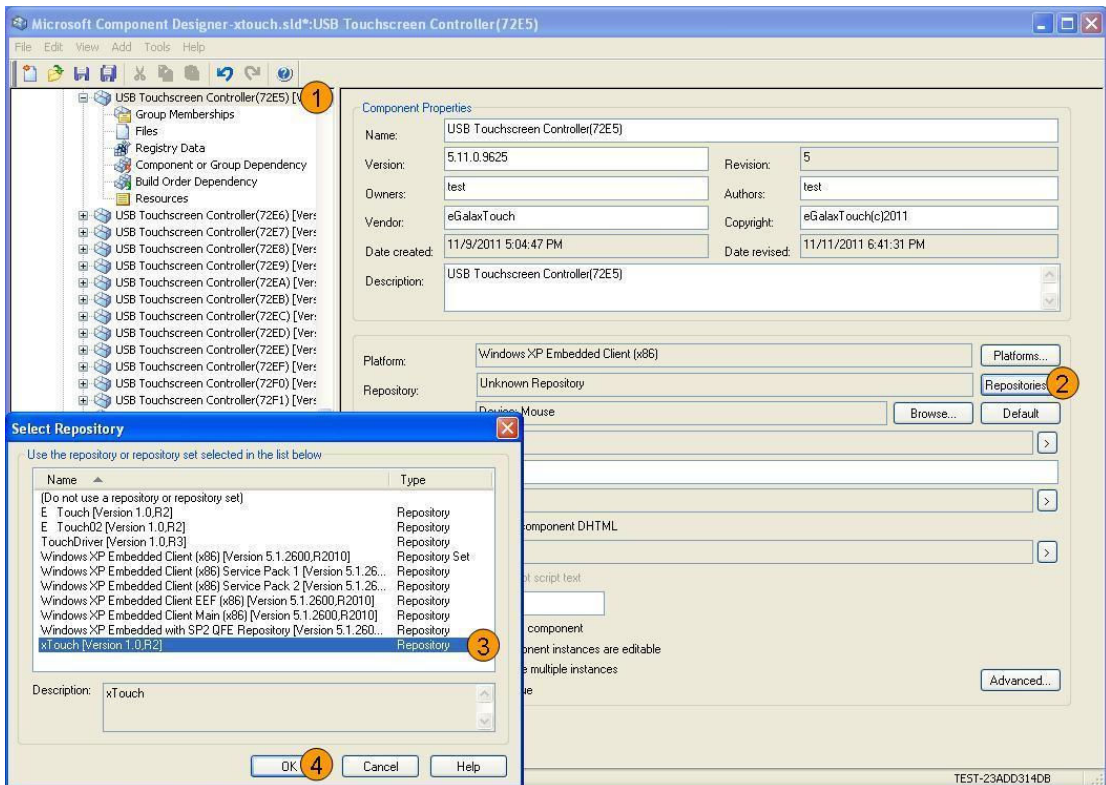 Microsoft Component Designer-xtouch.sld*:USB Touchscreen Controller(72E5)
File Edit View Add Tools Help
USB Touchscreen Controller(72E5) [V
1
Group Memberships
Files
Registry Data
Component or Group Dependency
Build Order Dependency
Resources
USB Touchscreen Controller(72E6) [Vers
USB Touchscreen Controller(72E7) [Vers
USB Touchscreen Controller(72E8) [Vers
USB Touchscreen Controller(72E9) [Vers
USB Touchscreen Controller(72EA) [Vers
USB Touchscreen Controller(72EB) [Vers
USB Touchscreen Controller(72EC) [Vers
USB Touchscreen Controller(72ED) [Vers
USB Touchscreen Controller(72EE) [Vers
USB Touchscreen Controller(72EF) [Vers
USB Touchscreen Controller(72F0) [Vers
USB Touchscreen Controller(72F1) [Vers
Component Properties
Name: USB Touchscreen Controller(72E5)
Version: 5.11.0.9625 Revision: 5
Owners: test Authors: test
Vendor: eGalaxTouch Copyright: eGalaxTouch(c)2011
Date created: 11/9/2011 5:04:47 PM Date revised: 11/11/2011 6:41:31 PM
Description: USB Touchscreen Controller(72E5)
Platform: Windows XP Embedded Client (x86) Platforms...
Repository: Unknown Repository Repositories 2
Device: Mouse Browse... Default
>
>
component DHTML
>
pt script text
component
onent instances are editable
multiple instances
ue
Advanced...
Select Repository
Use the repository or repository set selected in the list below
Name Type
(Do not use a repository or repository set)
E Touch [Version 1.0,R2] Repository
E Touch02 [Version 1.0,R2] Repository
TouchDriver [Version 1.0,R3] Repository
Windows XP Embedded Client (x86) [Version 5.1.2600,R2010] Repository Set
Windows XP Embedded Client (x86) Service Pack 1 [Version 5.1.26... Repository
Windows XP Embedded Client (x86) Service Pack 2 [Version 5.1.26... Repository
Windows XP Embedded Client EEF (x86) [Version 5.1.2600,R2010] Repository
Windows XP Embedded Client Main (x86) [Version 5.1.2600,R2010] Repository
Windows XP Embedded with SP2 QFE Repository [Version 5.1.260... Repository
xTouch [Version 1.0,R2] Repository 3
Description: xTouch
OK 4 Cancel Help
TEST-23ADD314DB